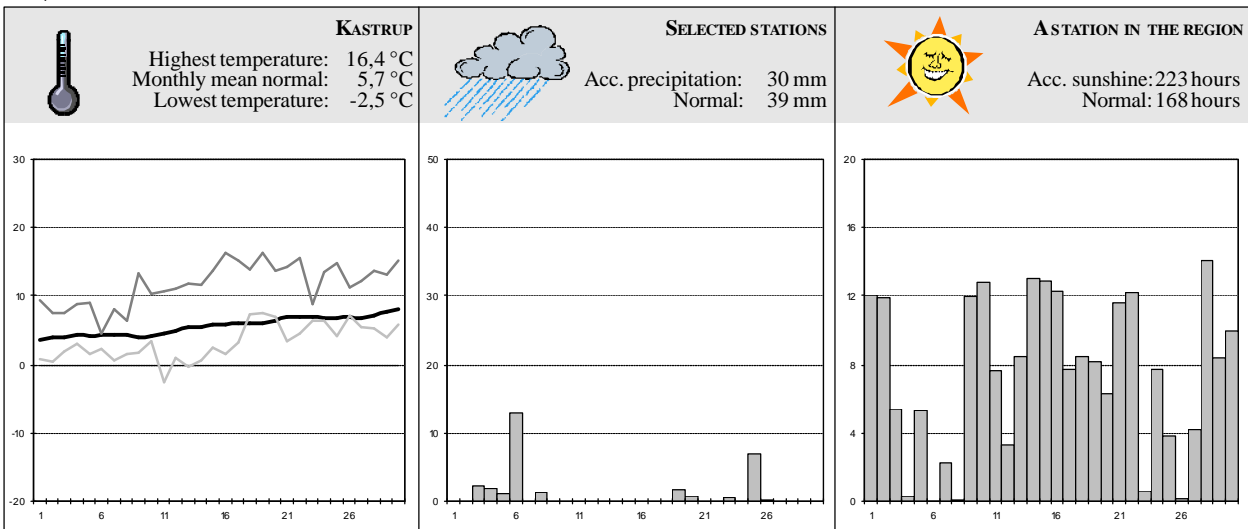 KASTRUP
Highest temperature: 16,4 °C
Monthly mean normal: 5,7 °C
Lowest temperature: -2,5 °C
SELECTED STATIONS
Acc. precipitation: 30 mm
Normal: 39 mm
A STATION IN THE REGION
Acc. sunshine: 223 hours
Normal: 168 hours
30
20
10
0
-10
-20
1 6 11 16 21 26
50
40
30
20
10
0
1 6 11 16 21 26
20
16
12
8
4
0
1 6 11 16 21 26